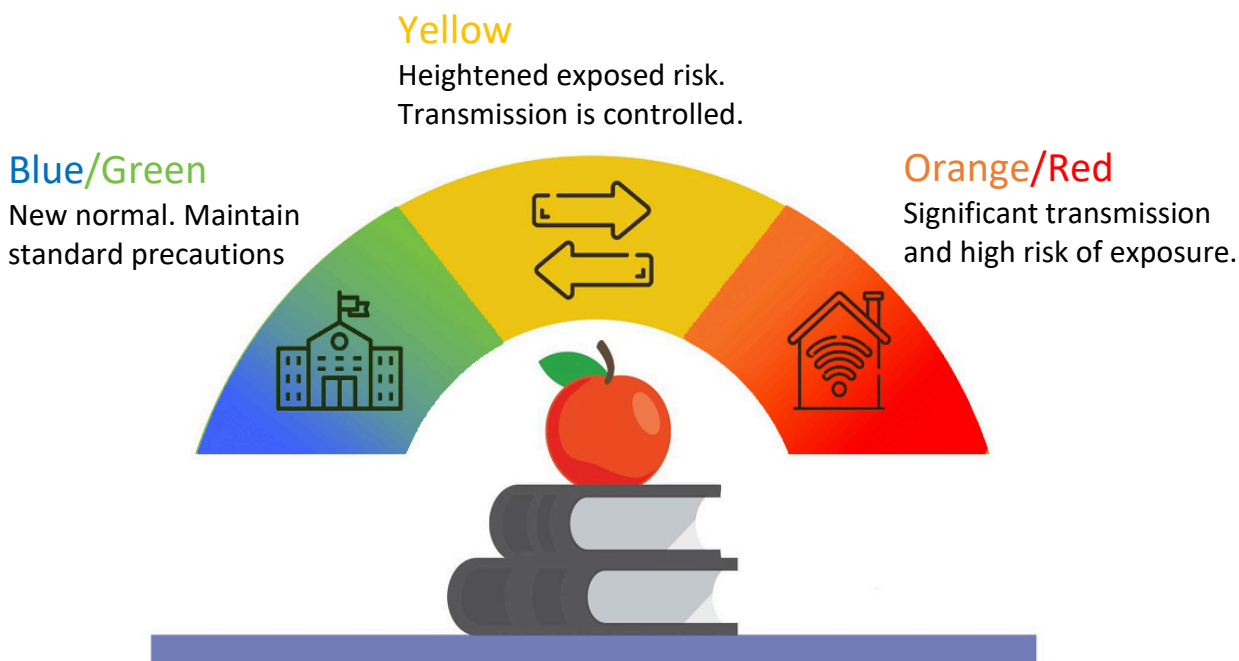 Yellow
Heightened exposed risk.
Transmission is controlled.
Blue/Green
New normal. Maintain
standard precautions
Orange/Red
Significant transmission
and high risk of exposure.